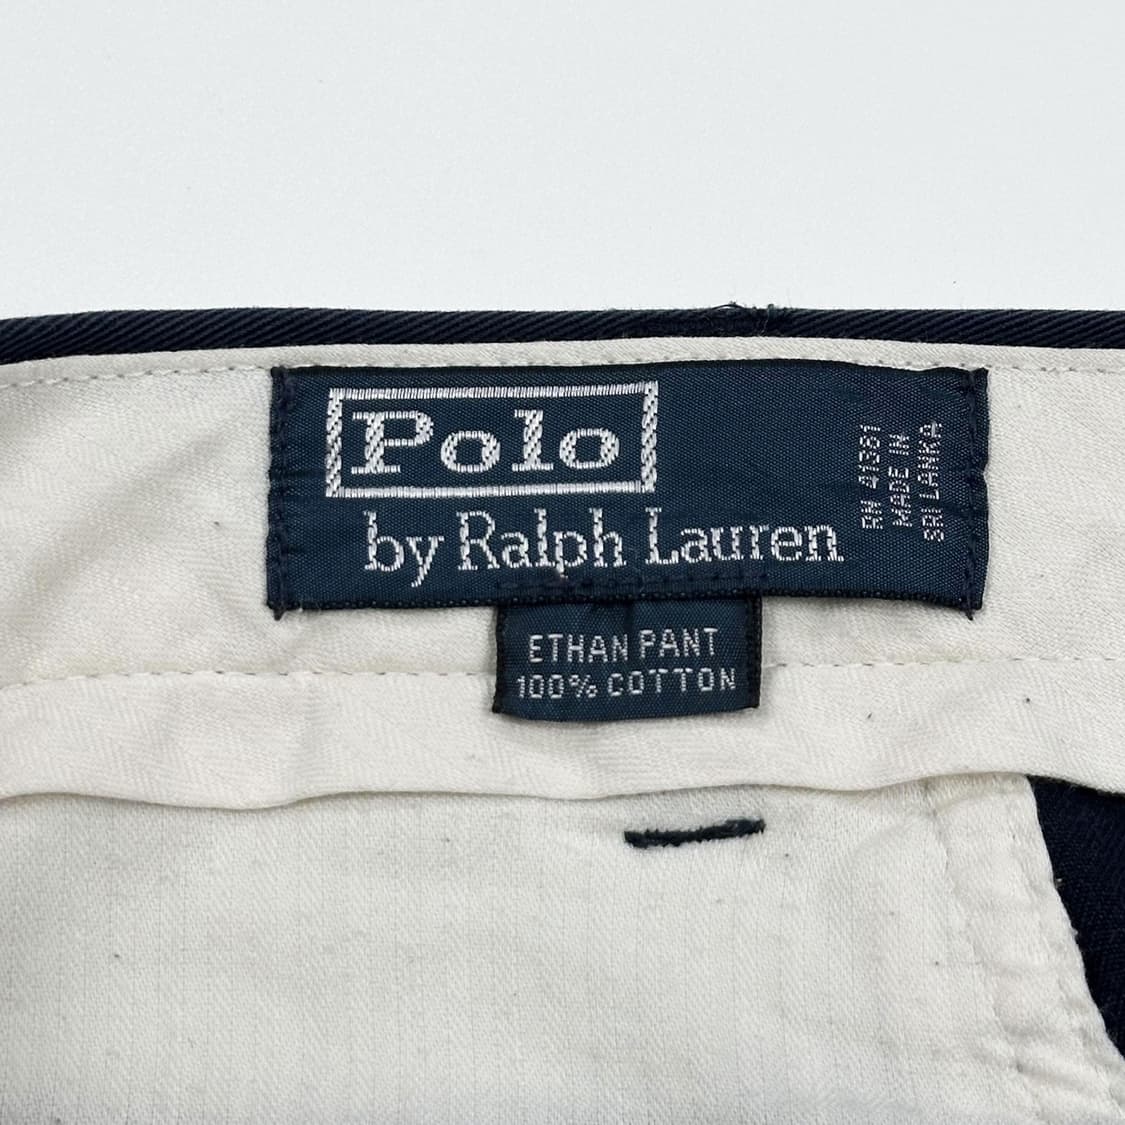 Polo
by Ralph Lauren
RN 41381
MADE IN
SRI LANKA
ETHAN PANT
100% COTTON